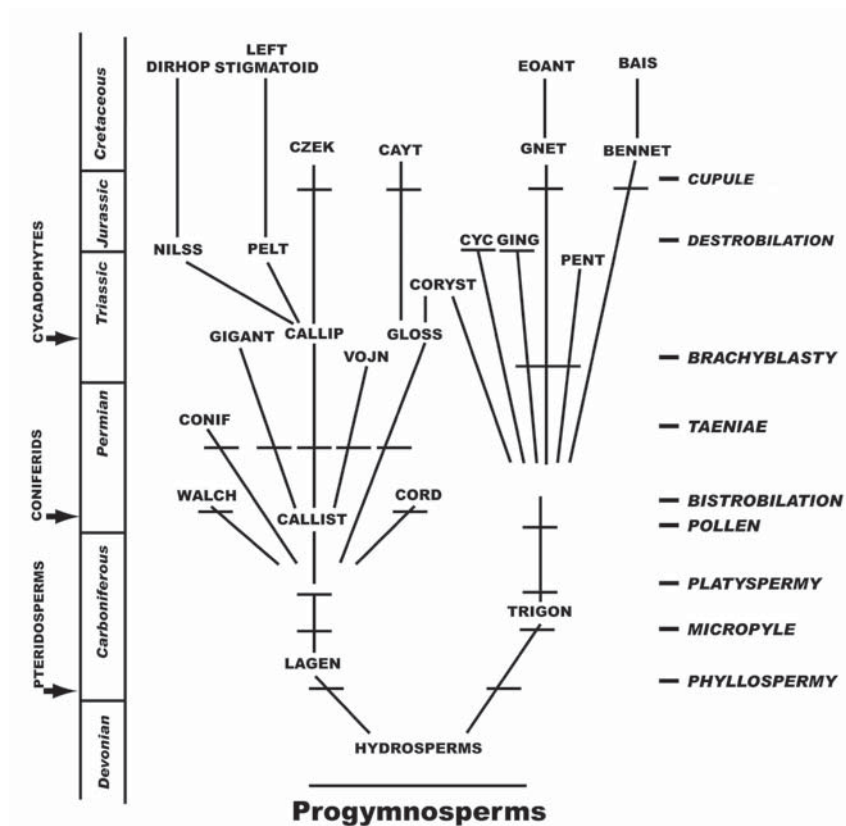 LEFT
DIRHOP STIGMATOID EOANT BAIS
Cretaceous
CZEK CAYT GNET BENNET
CUPULE
Jurassic
CYC GING DESTROBILATION
NILSS PELT PENT
Triassic
CORYST
CYCADOPHYTES
GIGANT CALLIP GLOSS
VOJN BRACHYBLASTY
Permian
CONIF TAENIAE
CONIFERIDS
WALCH CORD BISTROBILATION
CALLIST POLLEN
Carboniferous
PLATYSPERMY
TRIGON
MICROPYLE
PTERIDOSPERMS
LAGEN
PHYLLOSPERMY
Devonian
HYDROSPERMS
Progymnosperms